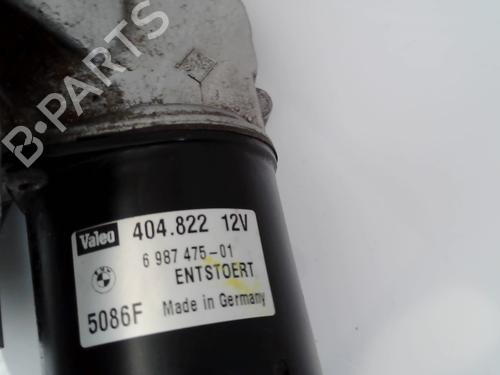 B-PARTS
Valeo 404.822 12V
6 987 475-01
ENTSTOERT
5086F Made in Germany